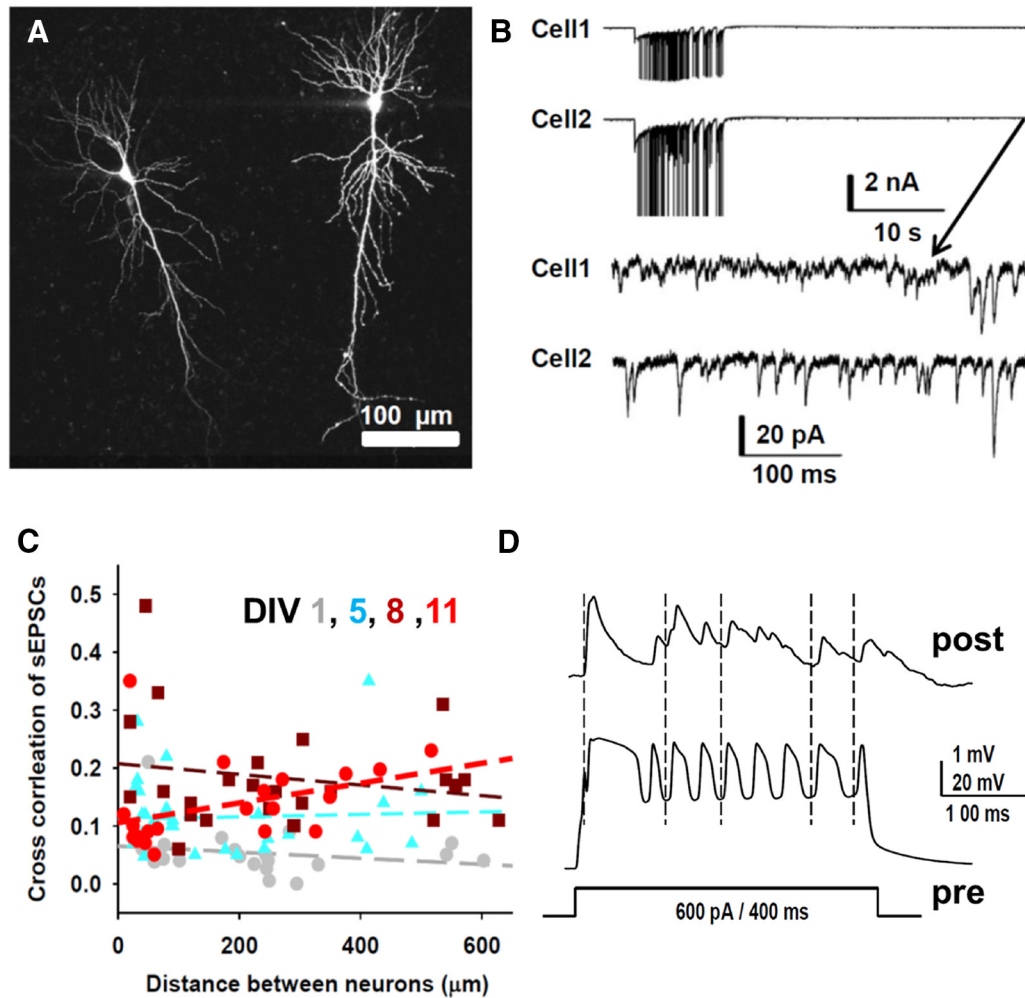 A
100 µm
B
Cell1
Cell2
2 nA
10 s
Cell1
Cell2
20 pA
100 ms
C
Cross corrleation of sEPSCs
0.5
0.4
0.3
0.2
0.1
0.0
DIV 1, 5, 8 ,11
0 200 400 600
Distance between neurons (µm)
D
post
1 mV
20 mV
100 ms
pre
600 pA / 400 ms